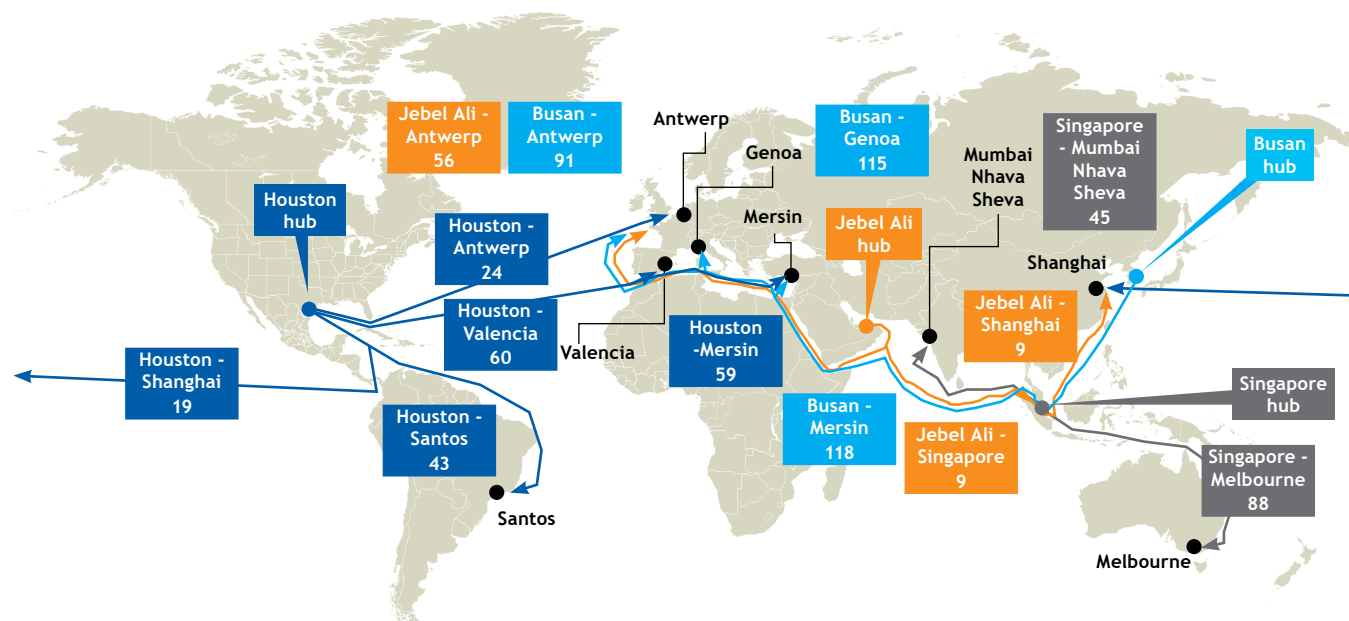 Jebel Ali -
Antwerp
56
Busan -
Antwerp
91
Antwerp
Genoa
Mersin
Busan -
Genoa
115
Mumbai
Nhava
Sheva
Singapore
- Mumbai
Nhava
Sheva
45
Busan
hub
Houston
hub
Houston -
Antwerp
24
Jebel Ali
hub
Shanghai
Houston -
Valencia
60
Valencia
Houston
-Mersin
59
Jebel Ali -
Shanghai
9
Houston -
Shanghai
19
Houston -
Santos
43
Busan -
Mersin
118
Jebel Ali -
Singapore
9
Singapore
hub
Singapore -
Melbourne
88
Santos
Melbourne